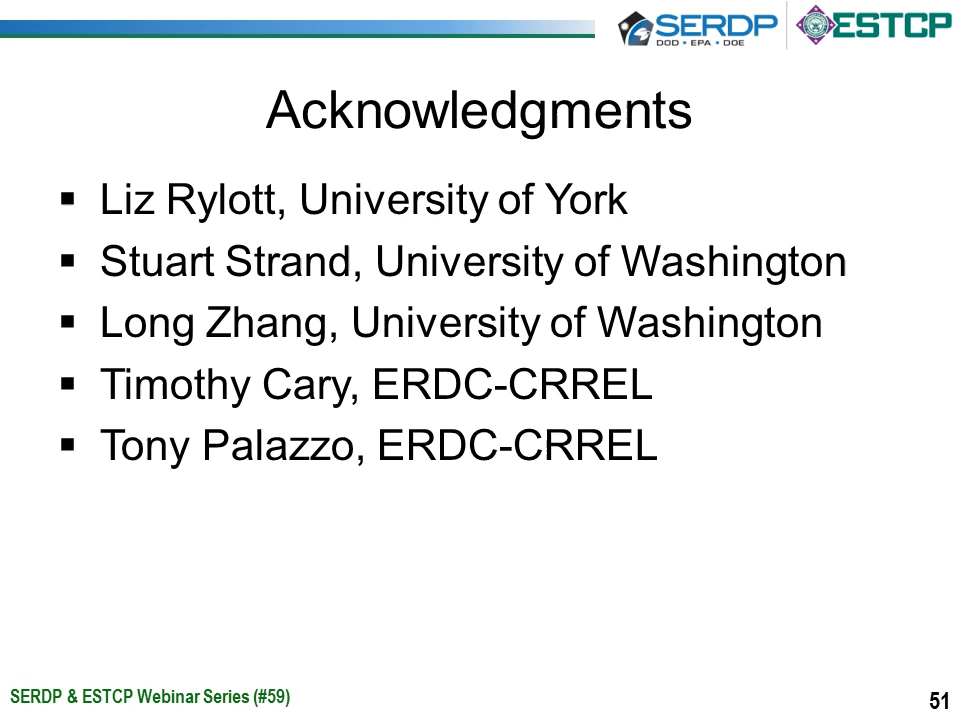 SERDP
DOD • EPA • DOE
ESTCP
Acknowledgments
▪ Liz Rylott, University of York
▪ Stuart Strand, University of Washington
▪ Long Zhang, University of Washington
▪ Timothy Cary, ERDC-CRREL
▪ Tony Palazzo, ERDC-CRREL
SERDP & ESTCP Webinar Series (#59)
51